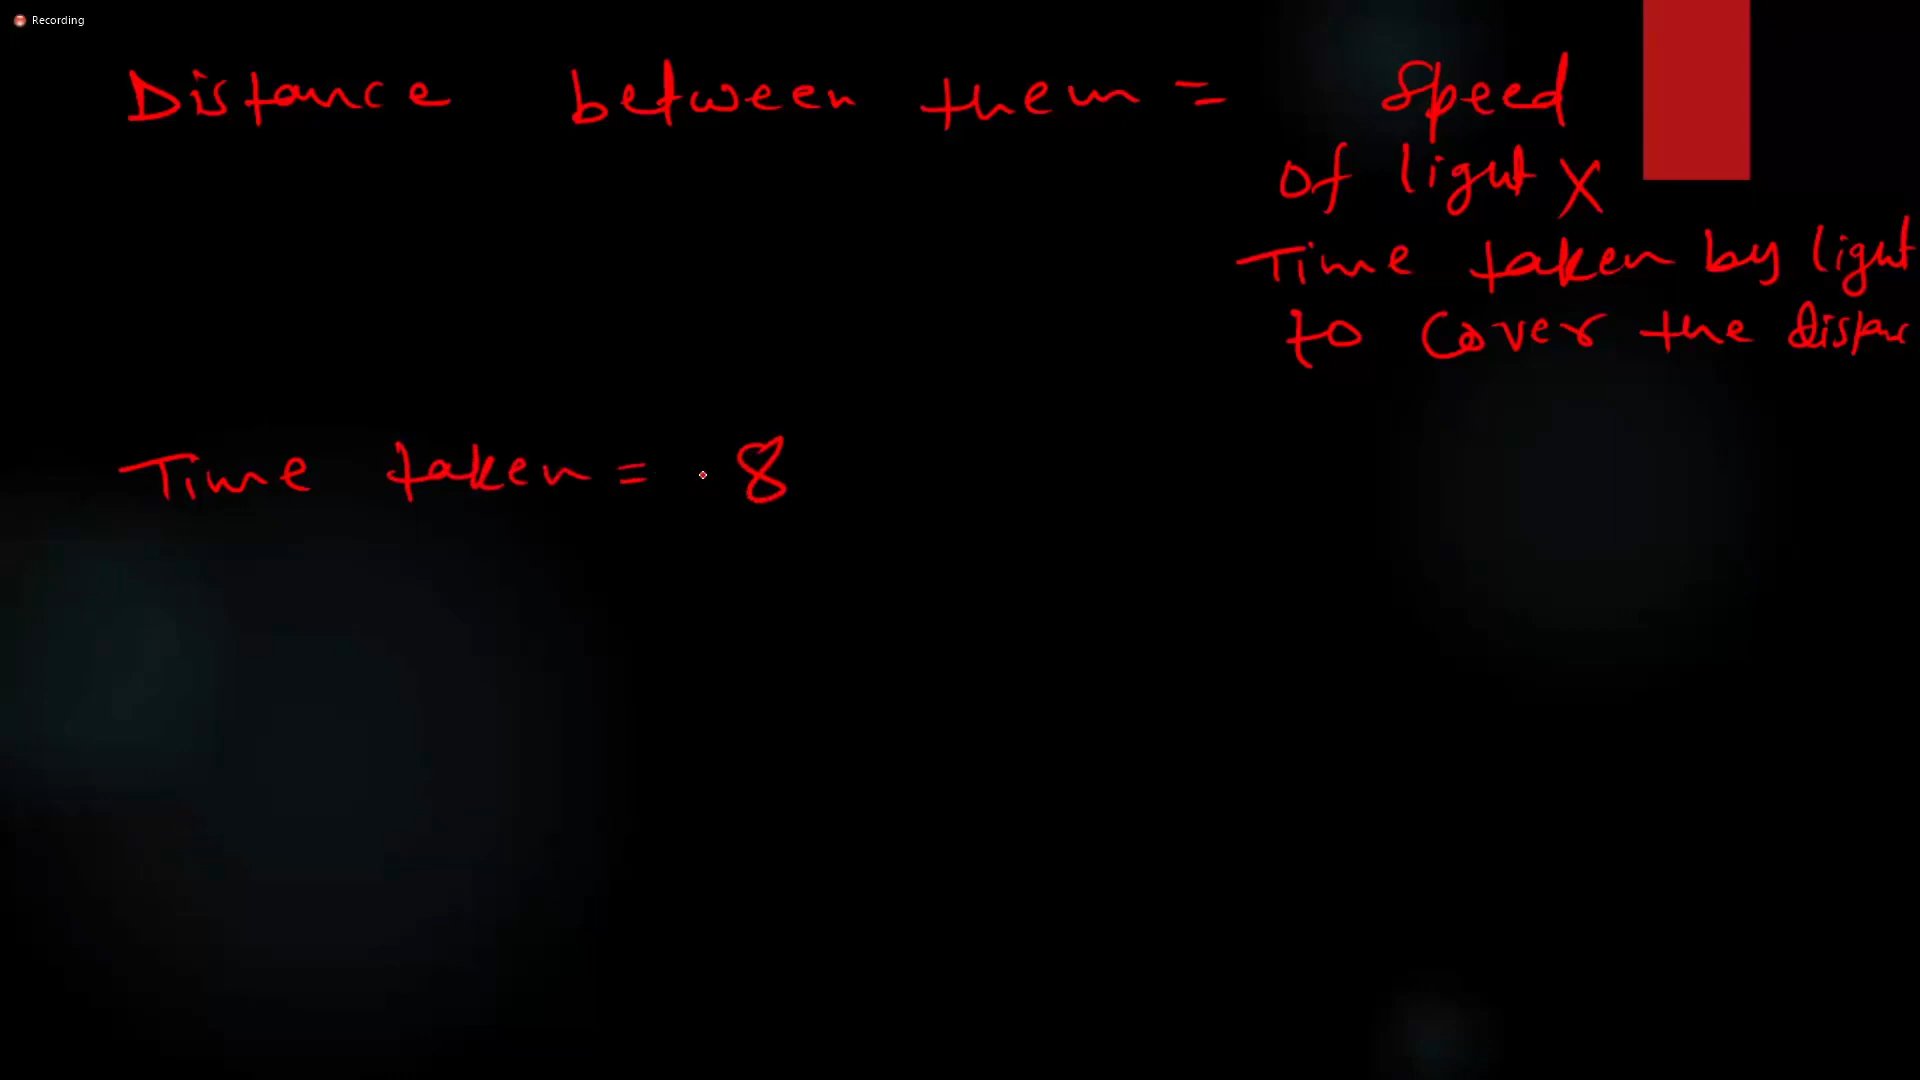 Recording
Distance between them = Speed
Of light X
Time taken by light
to Cover the
Time taken = 8